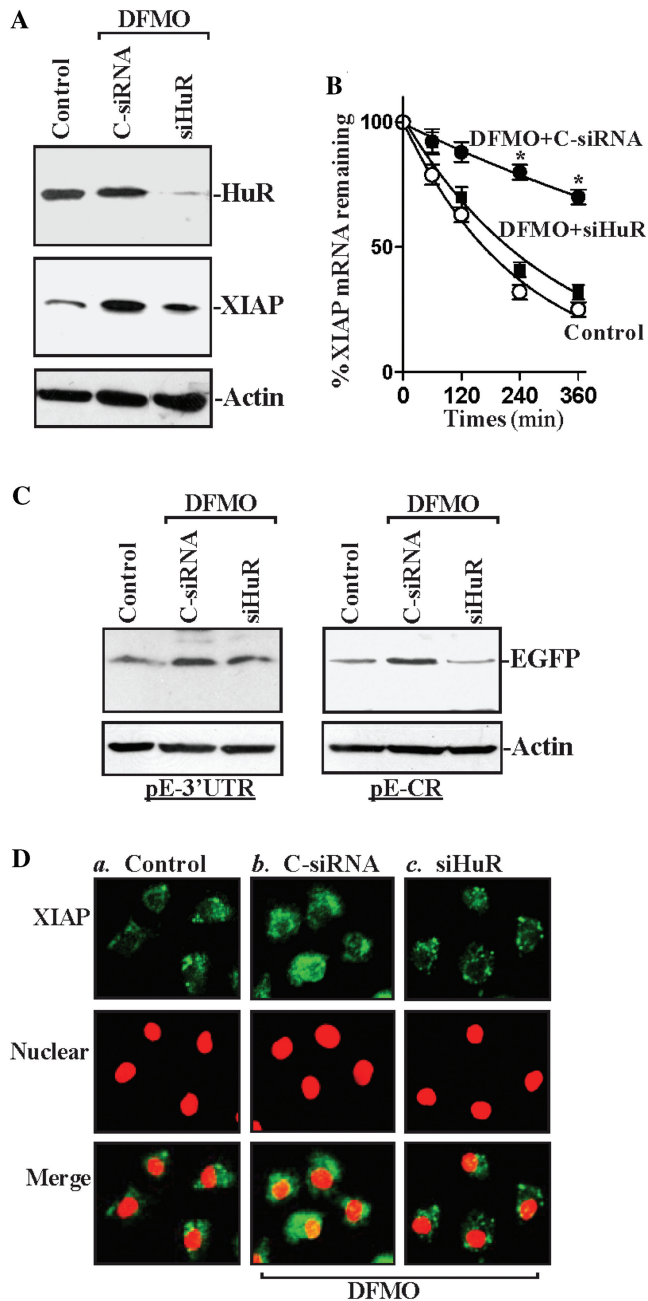 A
DFMO
Control
C-siRNA
siHuR
-HuR
-XIAP
-Actin
B
% XIAP mRNA remaining
100
50
0
DFMO+C-siRNA
*
*
DFMO+siHuR
Control
0 120 240 360
Times (min)
C
DFMO
Control
C-siRNA
siHuR
DFMO
Control
C-siRNA
siHuR
-EGFP
-Actin
pE-3'UTR
pE-CR
D
a. Control
b. C-siRNA
c. siHuR
XIAP
Nuclear
Merge
DFMO